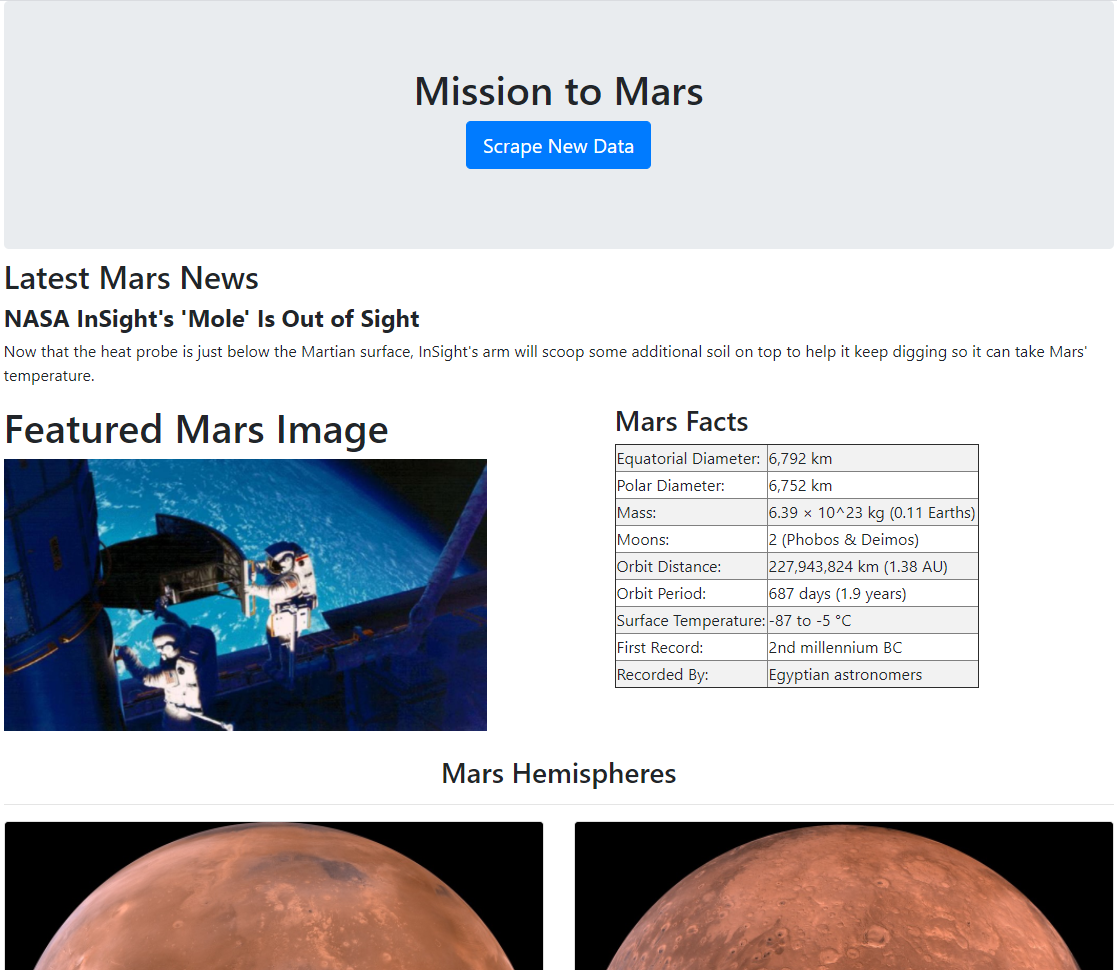 Mission to Mars
Scrape New Data
Latest Mars News
NASA InSight's 'Mole' Is Out of Sight
Now that the heat probe is just below the Martian surface, InSight's arm will scoop some additional soil on top to help it keep digging so it can take Mars'
temperature.
Featured Mars Image
Mars Facts
Equatorial Diameter: 6,792 km
Polar Diameter: 6,752 km
Mass: 6.39 × 10^23 kg (0.11 Earths)
Moons: 2 (Phobos & Deimos)
Orbit Distance: 227,943,824 km (1.38 AU)
Orbit Period: 687 days (1.9 years)
Surface Temperature: -87 to -5 °C
First Record: 2nd millennium BC
Recorded By: Egyptian astronomers
Mars Hemispheres